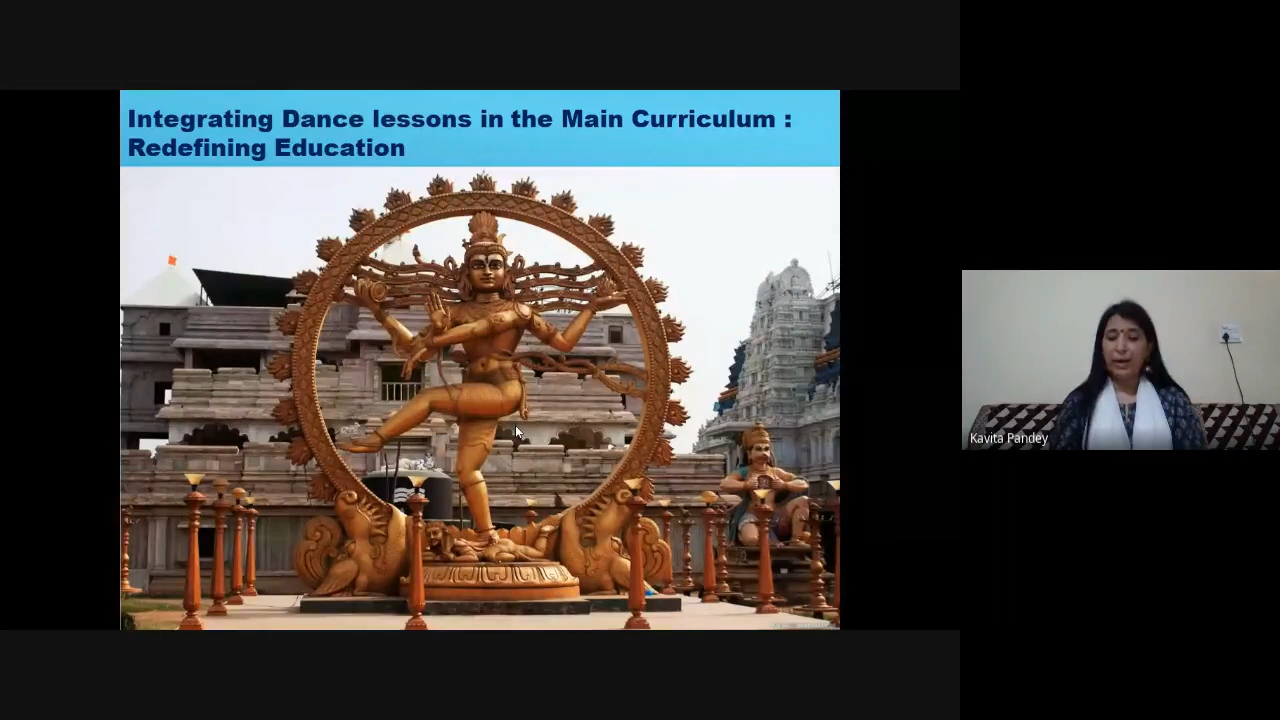 Integrating Dance lessons in the Main Curriculum :
Redefining Education
Kavita Pandey